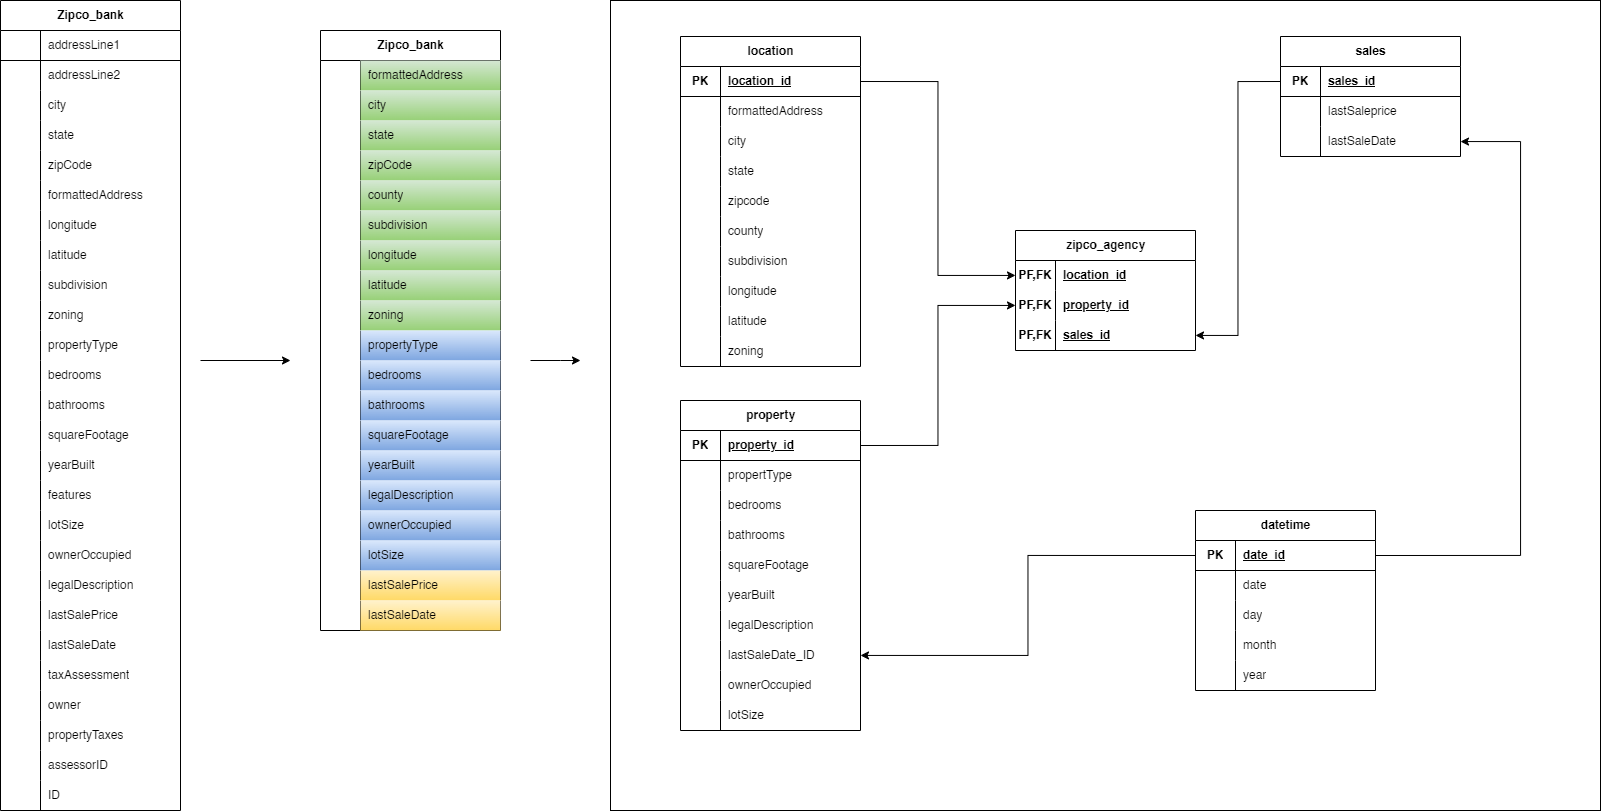 Zipco_bank
addressLine1
addressLine2
city
state
zipCode
formattedAddress
longitude
latitude
subdivision
zoning
propertyType
bedrooms
bathrooms
squareFootage
yearBuilt
features
lotSize
ownerOccupied
legalDescription
lastSalePrice
lastSaleDate
taxAssessment
owner
propertyTaxes
assessorID
ID
Zipco_bank
formattedAddress
city
state
zipCode
county
subdivision
longitude
latitude
zoning
propertyType
bedrooms
bathrooms
squareFootage
yearBuilt
legalDescription
ownerOccupied
lotSize
lastSalePrice
lastSaleDate
location
PK location_id
formattedAddress
city
state
zipcode
county
subdivision
longitude
latitude
zoning
property
PK property_id
propertType
bedrooms
bathrooms
squareFootage
yearBuilt
legalDescription
lastSaleDate_ID
ownerOccupied
lotSize
zipco_agency
PF,FK location_id
PF,FK property_id
PF,FK sales_id
sales
PK sales_id
lastSaleprice
lastSaleDate
datetime
PK date_id
date
day
month
year